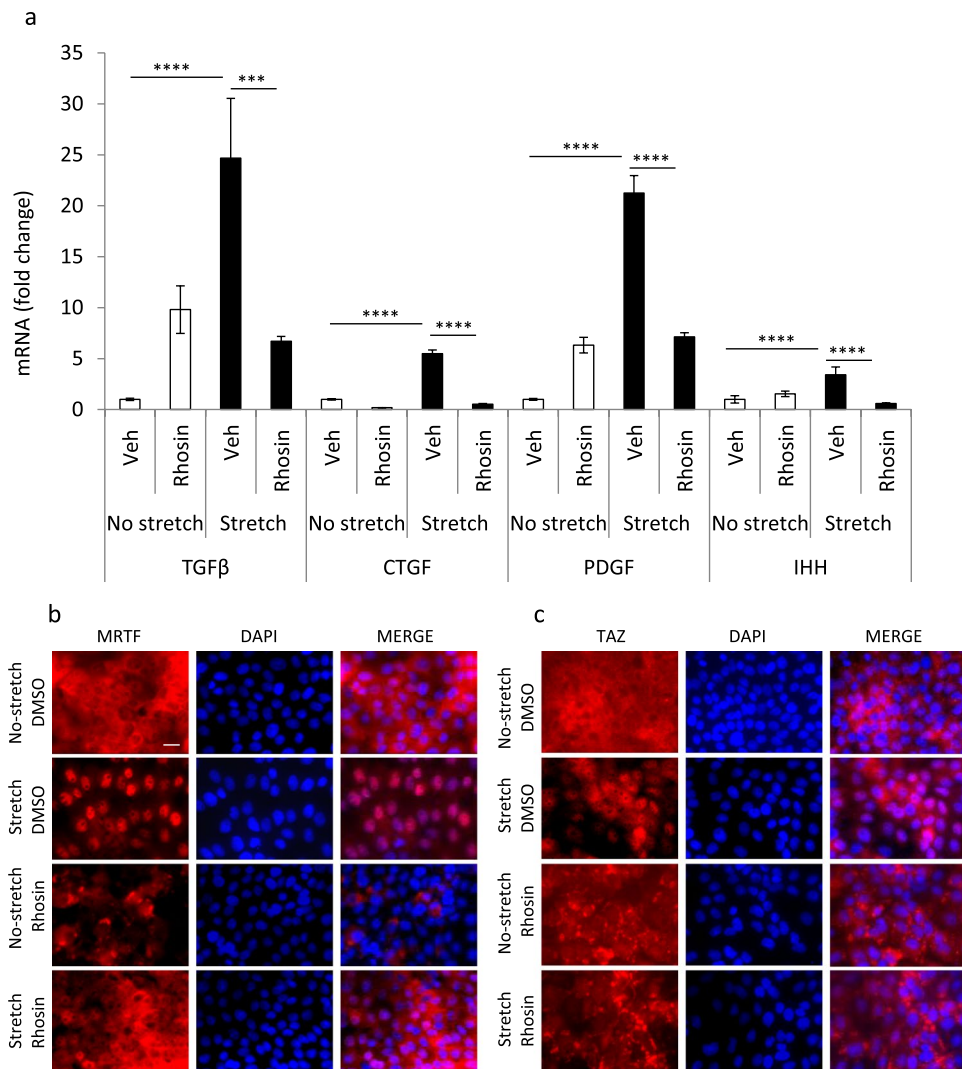 a
35
30
25
20
15
10
5
0
mRNA (fold change)
**** ***
**** ****
**** ****
**** ****
Veh Rhosin Veh Rhosin Veh Rhosin Veh Rhosin Veh Rhosin Veh Rhosin Veh Rhosin Veh Rhosin
No stretch Stretch No stretch Stretch No stretch Stretch No stretch Stretch
TGFβ CTGF PDGF IHH
b
MRTF DAPI MERGE
No-stretch
DMSO
Stretch
DMSO
No-stretch
Rhosin
Stretch
Rhosin
c
TAZ DAPI MERGE
No-stretch
DMSO
Stretch
DMSO
No-stretch
Rhosin
Stretch
Rhosin